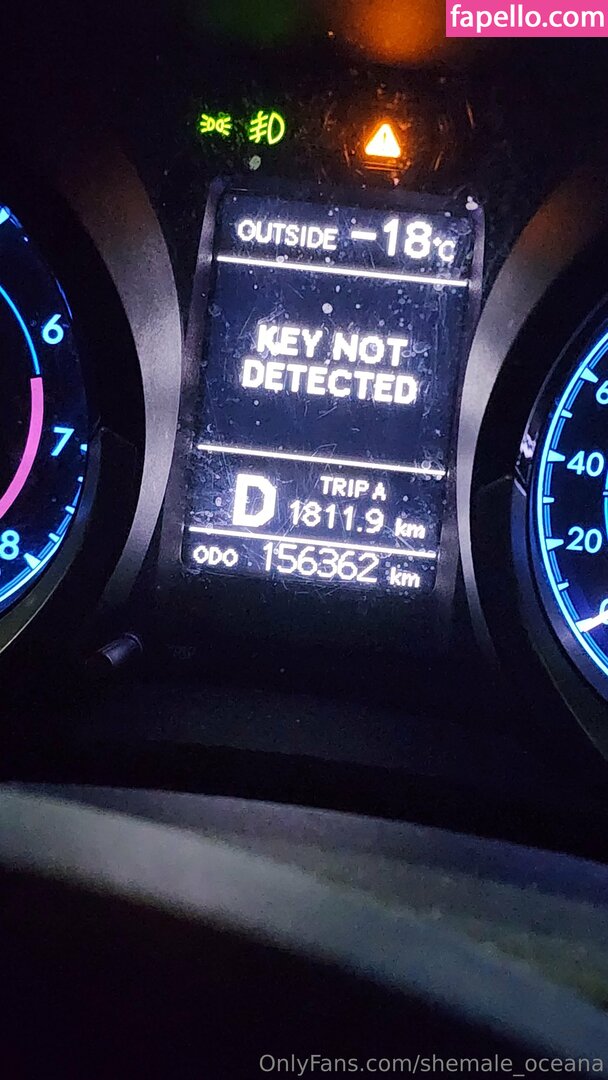 fapello.com
OUTSIDE -18°C
6
KEY NOT
DETECTED
7
40
TRIP A
D 1811.9 km
8
20
ODO 156362 km
OnlyFans.com/shemale_oceana